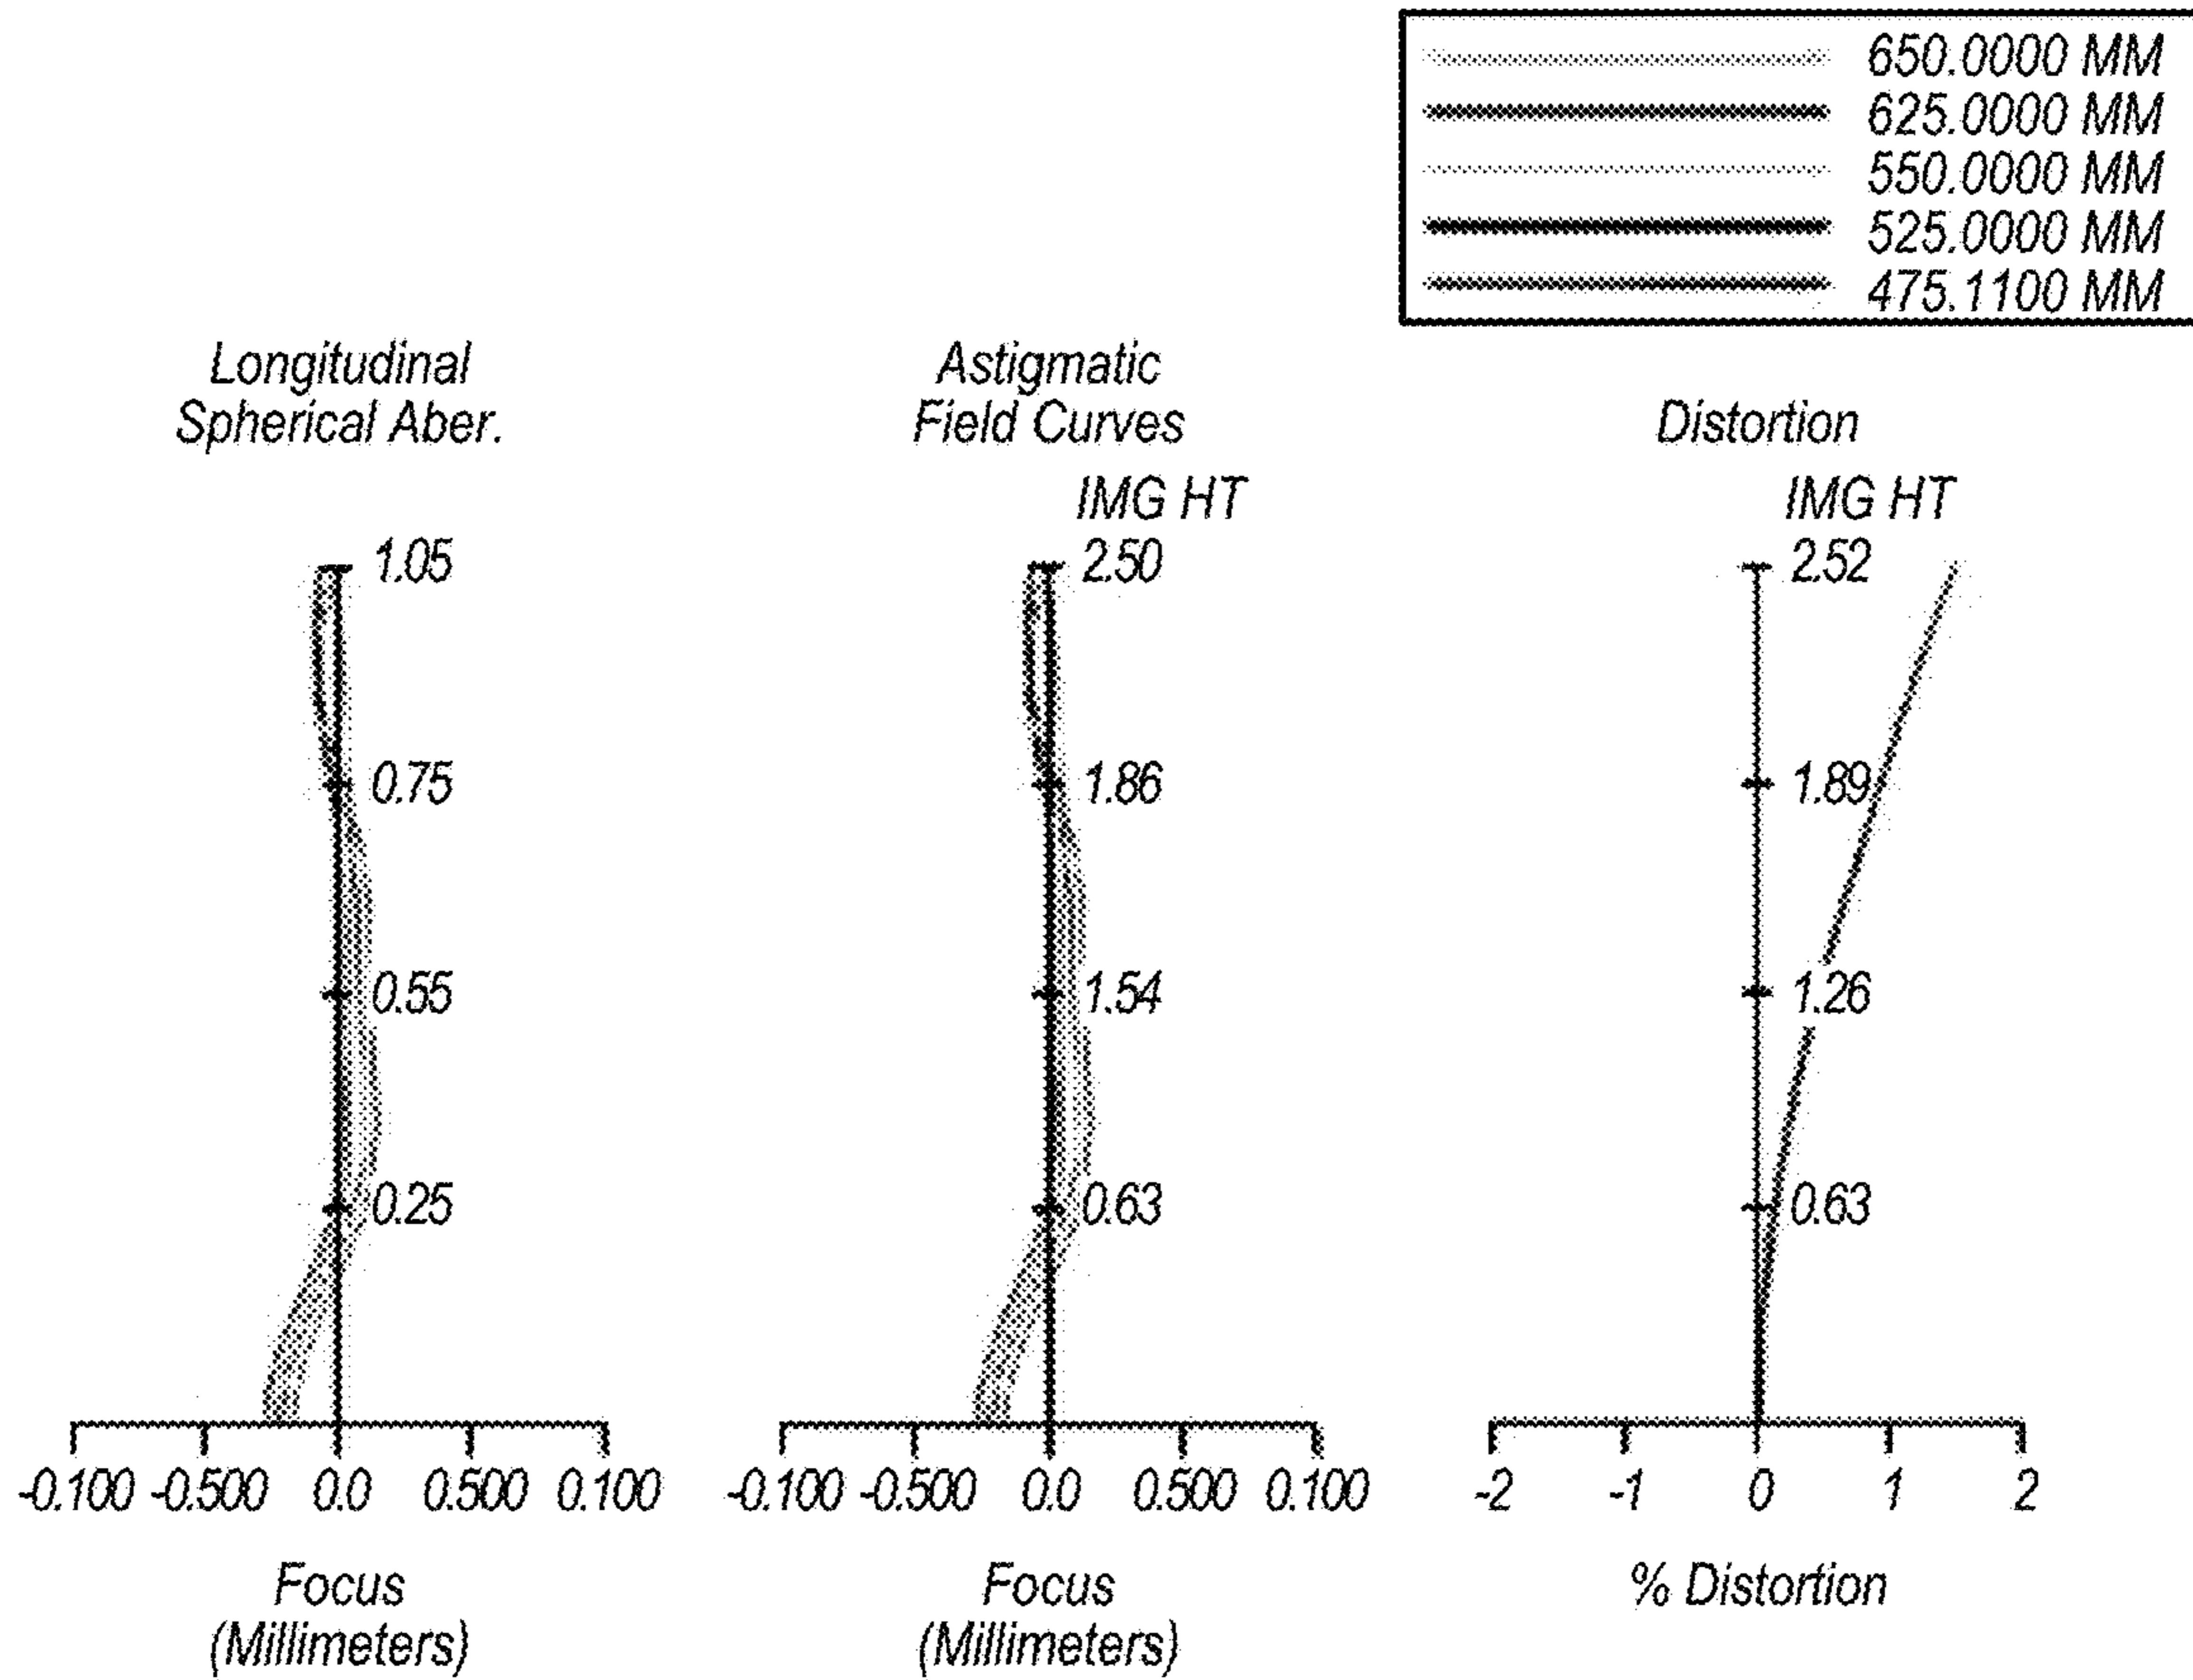 650.0000 MM
625.0000 MM
550.0000 MM
525.0000 MM
475.1100 MM
Longitudinal
Spherical Aber.
1.05
0.75
0.55
0.25
-0.100 -0.500 0.0 0.500 0.100
Focus
(Millimeters)
Astigmatic
Field Curves
IMG HT
2.50
1.86
1.54
0.63
-0.100 -0.500 0.0 0.500 0.100
Focus
(Millimeters)
Distortion
IMG HT
2.52
1.89
1.26
0.63
-2 -1 0 1 2
% Distortion